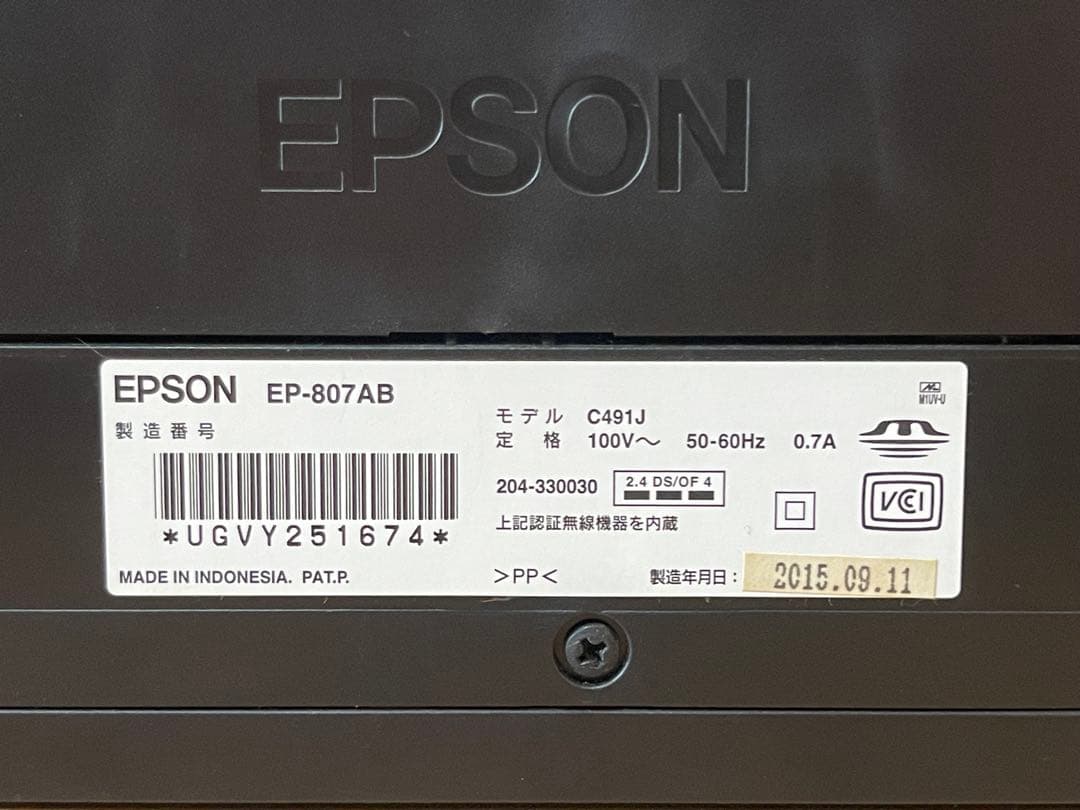 EPSON
EPSON EP-807AB
製造番号
*UGVY251674*
MADE IN INDONESIA. PAT.P.
モデル C491J
定格 100V～ 50-60Hz 0.7A
204-330030 2.4 DS/OF 4
上記認証無線機器を内蔵
>PP<
製造年月日： 2015.09.11
M1UV-U
VCI